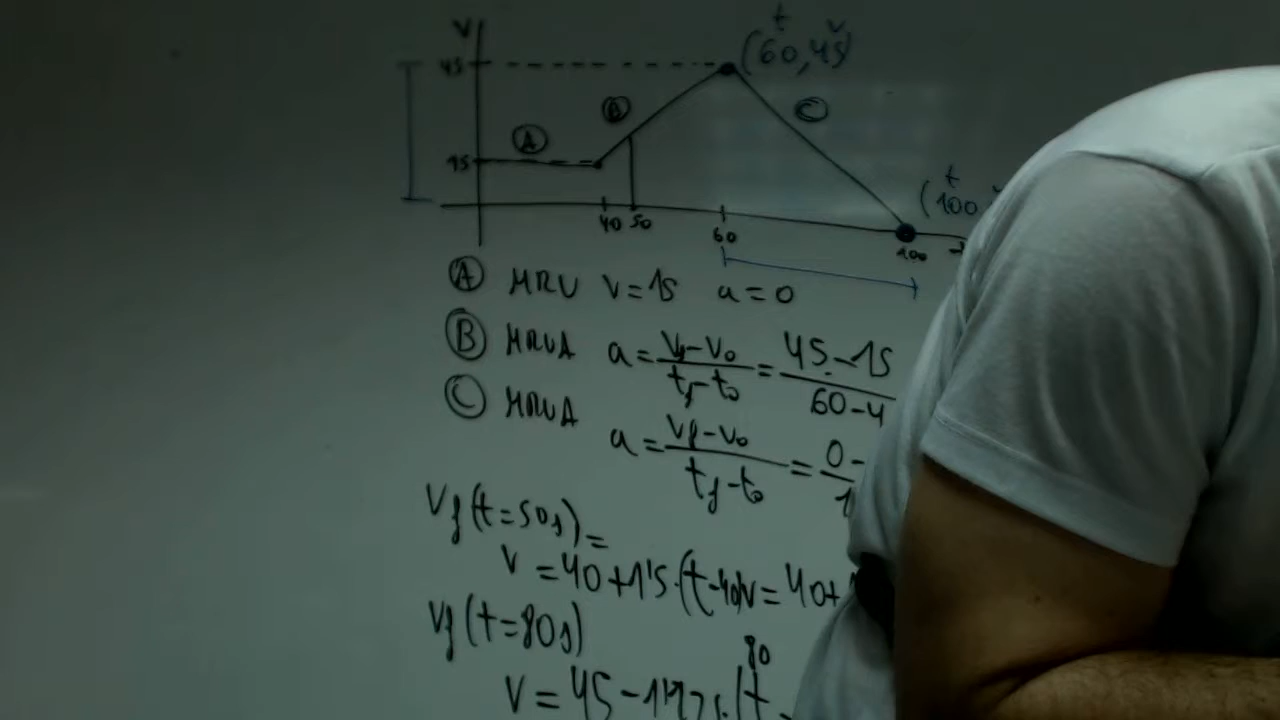 V
t v
45 (60,45)
B C
A
15
t
(100
40 50 60 100
A MRU v=15 a=0
B MRUA a=Vf-V0/tf-t0=45-15/60-4
C MRUA
a=Vf-V0/tf-t0=0-/1
Vf(t=50s)=
V=40+1'5.(t-40)V=40+
Vf(t=80s)
80
V=45-1'125.(t-